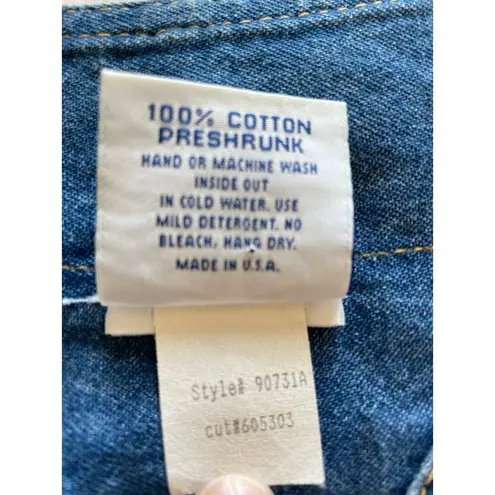 100% COTTON
PRESHRUNK
HAND OR MACHINE WASH
INSIDE OUT
IN COLD WATER. USE
MILD DETERGENT. NO
BLEACH, HANG DRY.
MADE IN U.S.A.
Style# 90731A
cut#605303